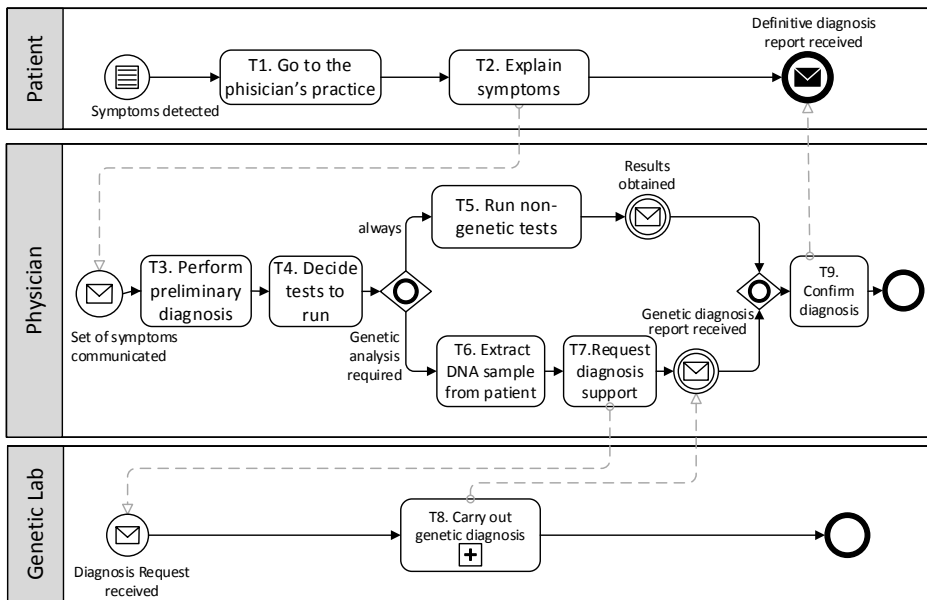 Patient
Symptoms detected
T1. Go to the
phisician's practice
T2. Explain
symptoms
Definitive diagnosis
report received
Physician
Set of symptoms
communicated
T3. Perform
preliminary
diagnosis
T4. Decide
tests to
run
always
Genetic
analysis
required
T5. Run non-
genetic tests
Results
obtained
T6. Extract
DNA sample
from patient
T7.Request
diagnosis
support
Genetic diagnosis
report received
T9.
Confirm
diagnosis
Genetic Lab
Diagnosis Request
received
T8. Carry out
genetic diagnosis